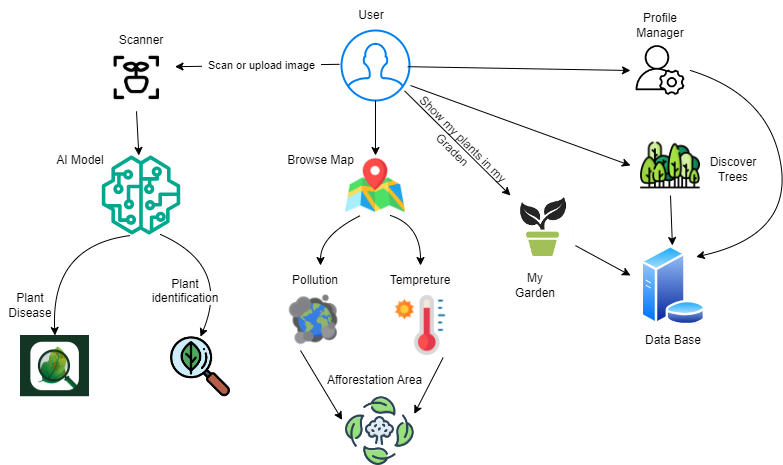 User
Profile
Manager
Scanner
Scan or upload image
Show my plants in my
Graden
AI Model
Browse Map
Discover
Trees
My
Garden
Plant
Disease
Plant
identification
Pollution
Tempreture
Data Base
Afforestation Area